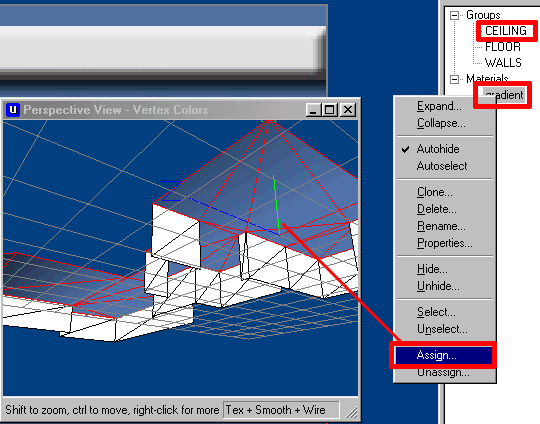 Groups
CEILING
FLOOR
WALLS
Materials
gradient
u Perspective View - Vertex Colors
Expand...
Collapse...
Autohide
Autoselect
Clone...
Delete...
Rename...
Properties...
Hide...
Unhide...
Select...
Unselect...
Assign...
Unassign...
Shift to zoom, ctrl to move, right-click for more Tex + Smooth + Wire